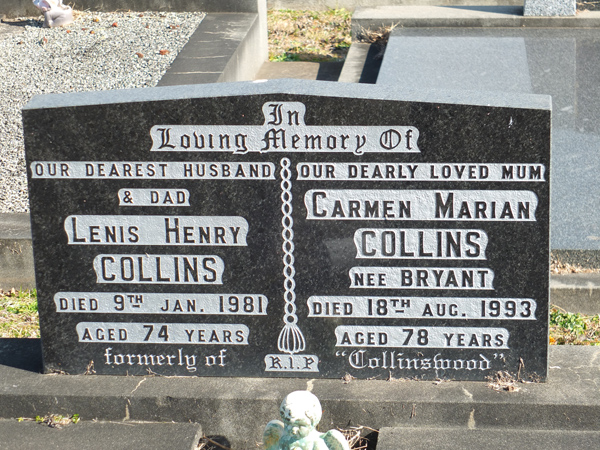 In
Loving Memory Of
OUR DEAREST HUSBAND
& DAD
LENIS HENRY
COLLINS
DIED 9TH JAN. 1981
AGED 74 YEARS
formerly of
OUR DEARLY LOVED MUM
CARMEN MARIAN
COLLINS
NEE BRYANT
DIED 18TH AUG. 1993
AGED 78 YEARS
"Collinswood"
R.I.P